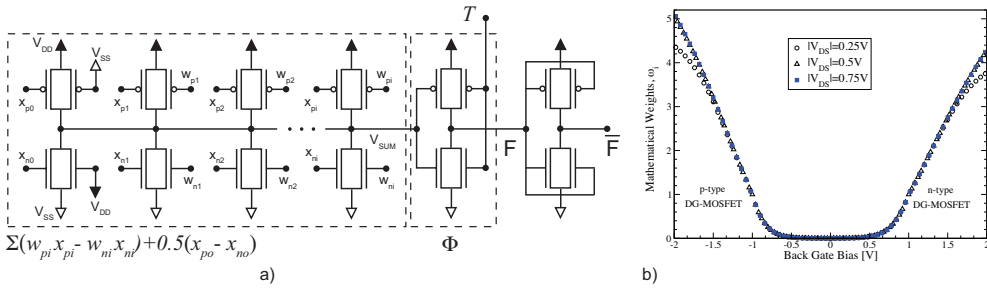 T
V_DD
V_SS
w_p1
w_p2
w_pi
x_p0
x_p1
x_p2
x_pi
V_SUM
F
F̅
x_n0
x_n1
x_n2
x_ni
w_n1
w_n2
w_ni
V_SS
V_DD
Σ(w_pi x_pi - w_ni x_ni)+0.5(x_po - x_no)
Φ
a)
Mathematical Weights, ω_i
5
4
3
2
1
0
|V_DS|=0.25V
|V_DS|=0.5V
|V_DS|=0.75V
p-type
DG-MOSFET
n-type
DG-MOSFET
-2 -1.5 -1 -0.5 0 0.5 1 1.5 2
Back Gate Bias [V]
b)